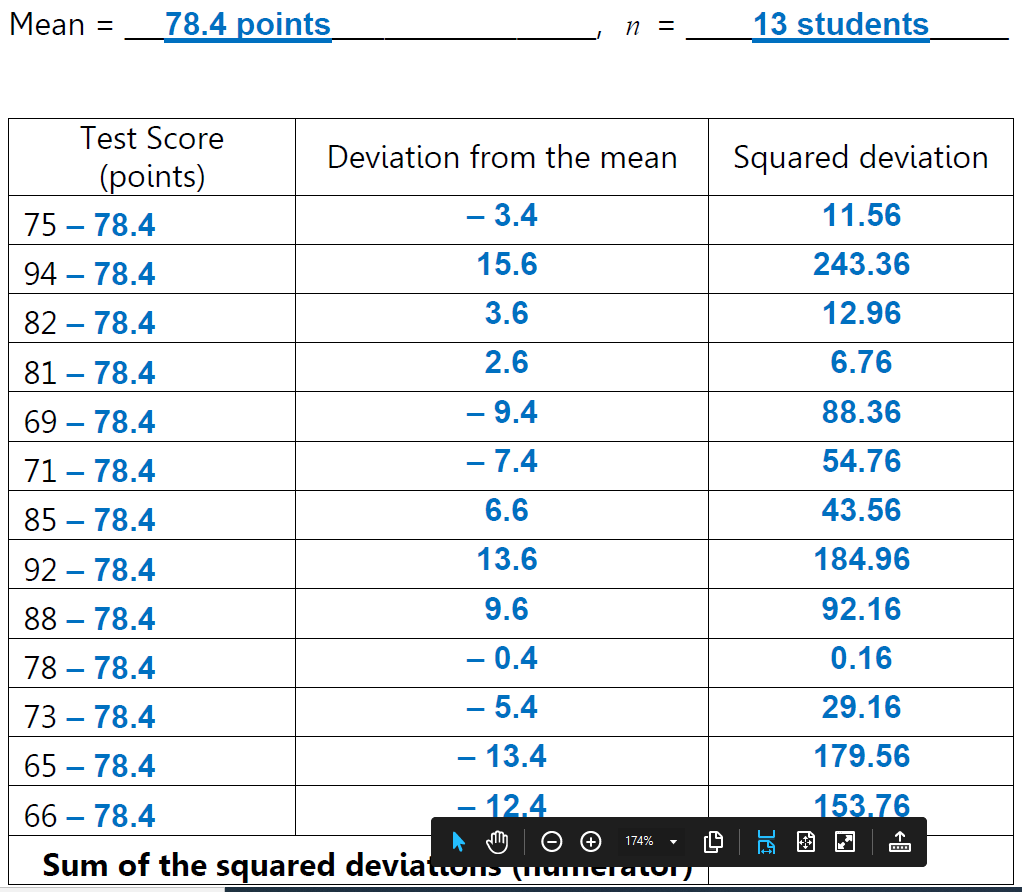 Mean = 78.4 points, n = 13 students
Test Score (points) Deviation from the mean Squared deviation
75 – 78.4 – 3.4 11.56
94 – 78.4 15.6 243.36
82 – 78.4 3.6 12.96
81 – 78.4 2.6 6.76
69 – 78.4 – 9.4 88.36
71 – 78.4 – 7.4 54.76
85 – 78.4 6.6 43.56
92 – 78.4 13.6 184.96
88 – 78.4 9.6 92.16
78 – 78.4 – 0.4 0.16
73 – 78.4 – 5.4 29.16
65 – 78.4 – 13.4 179.56
66 – 78.4 – 12.4 153.76
174%
Sum of the squared deviations (numerator)